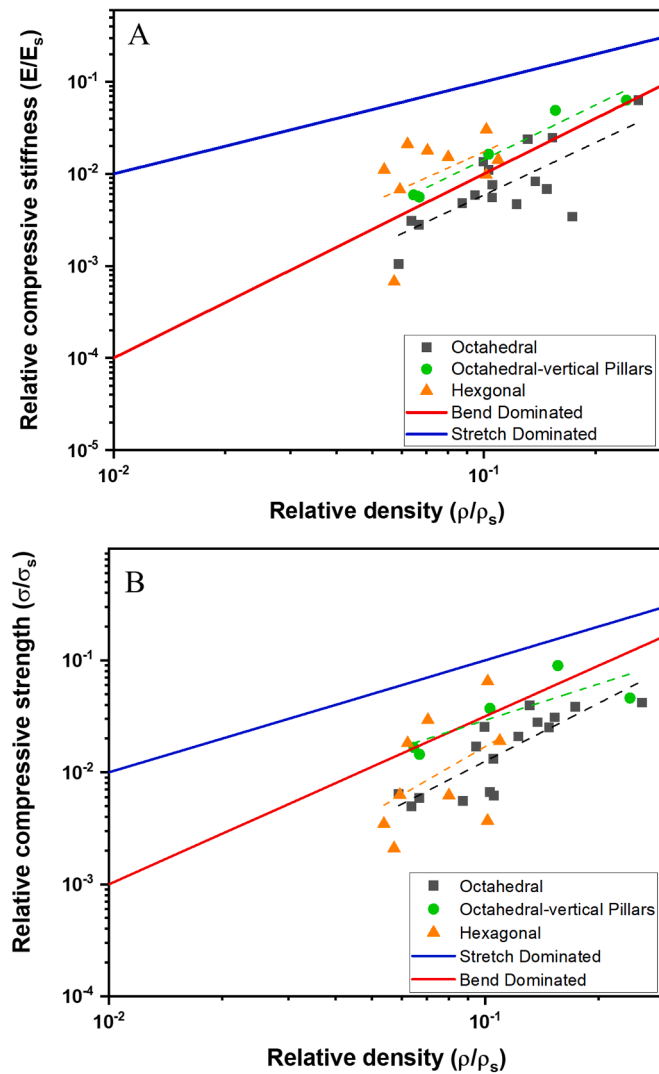 A
Relative compressive stiffness (E/Eₛ)
10⁻¹
10⁻²
10⁻³
10⁻⁴
10⁻⁵
Octahedral
Octahedral-vertical Pillars
Hexgonal
Bend Dominated
Stretch Dominated
10⁻² 10⁻¹
Relative density (ρ/ρₛ)
B
Relative compressive strength (σ/σₛ)
10⁻¹
10⁻²
10⁻³
10⁻⁴
Octahedral
Octahedral-vertical Pillars
Hexagonal
Stretch Dominated
Bend Dominated
10⁻² 10⁻¹
Relative density (ρ/ρₛ)